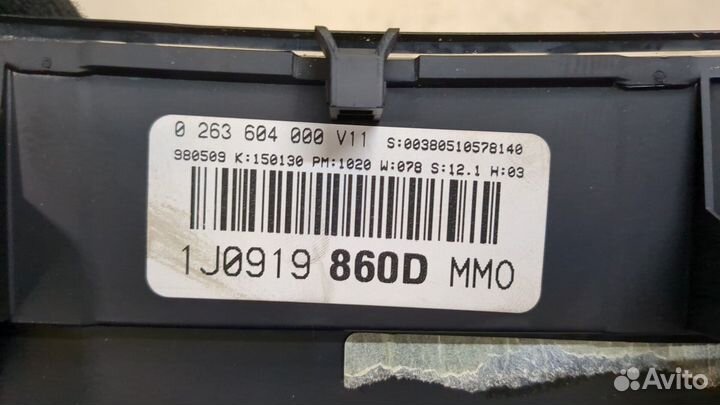 0 263 604 000 V11 S:00380510578140
980509 K:150130 PM:1020 W:078 S:12.1 H:03
1J0919 860D MM0
Avito